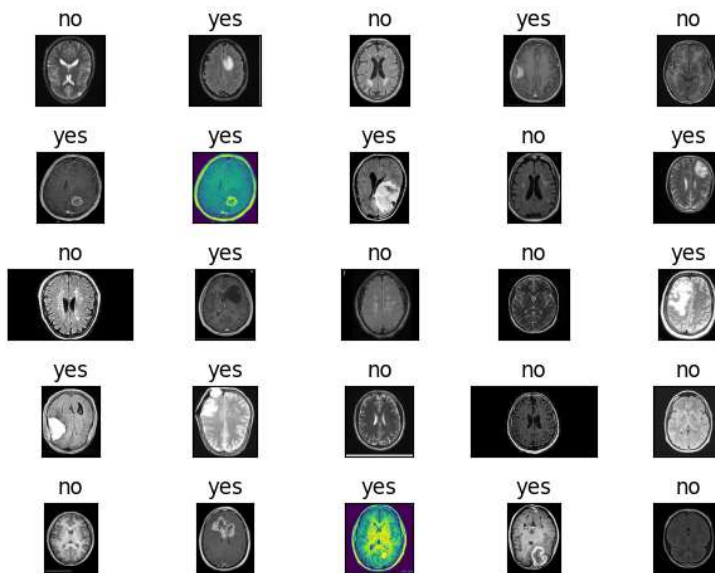 no yes no yes no
yes yes yes no yes
no yes no no yes
yes yes no no no
no yes yes yes no